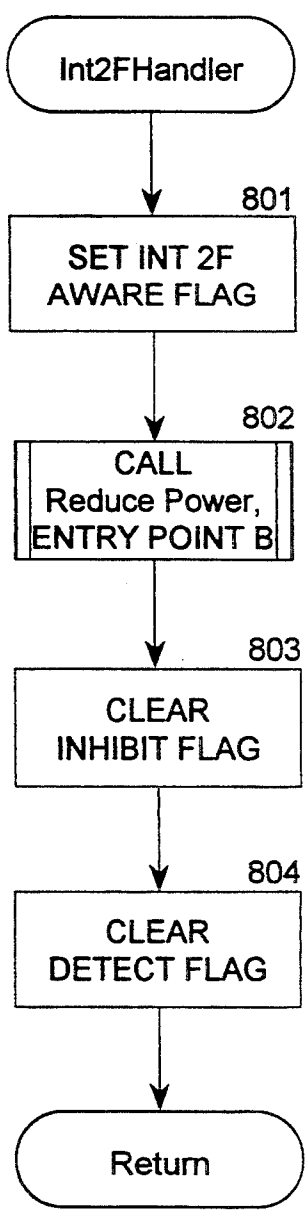 Int2FHandler
801
SET INT 2F
AWARE FLAG
802
CALL
Reduce Power,
ENTRY POINT B
803
CLEAR
INHIBIT FLAG
804
CLEAR
DETECT FLAG
Return